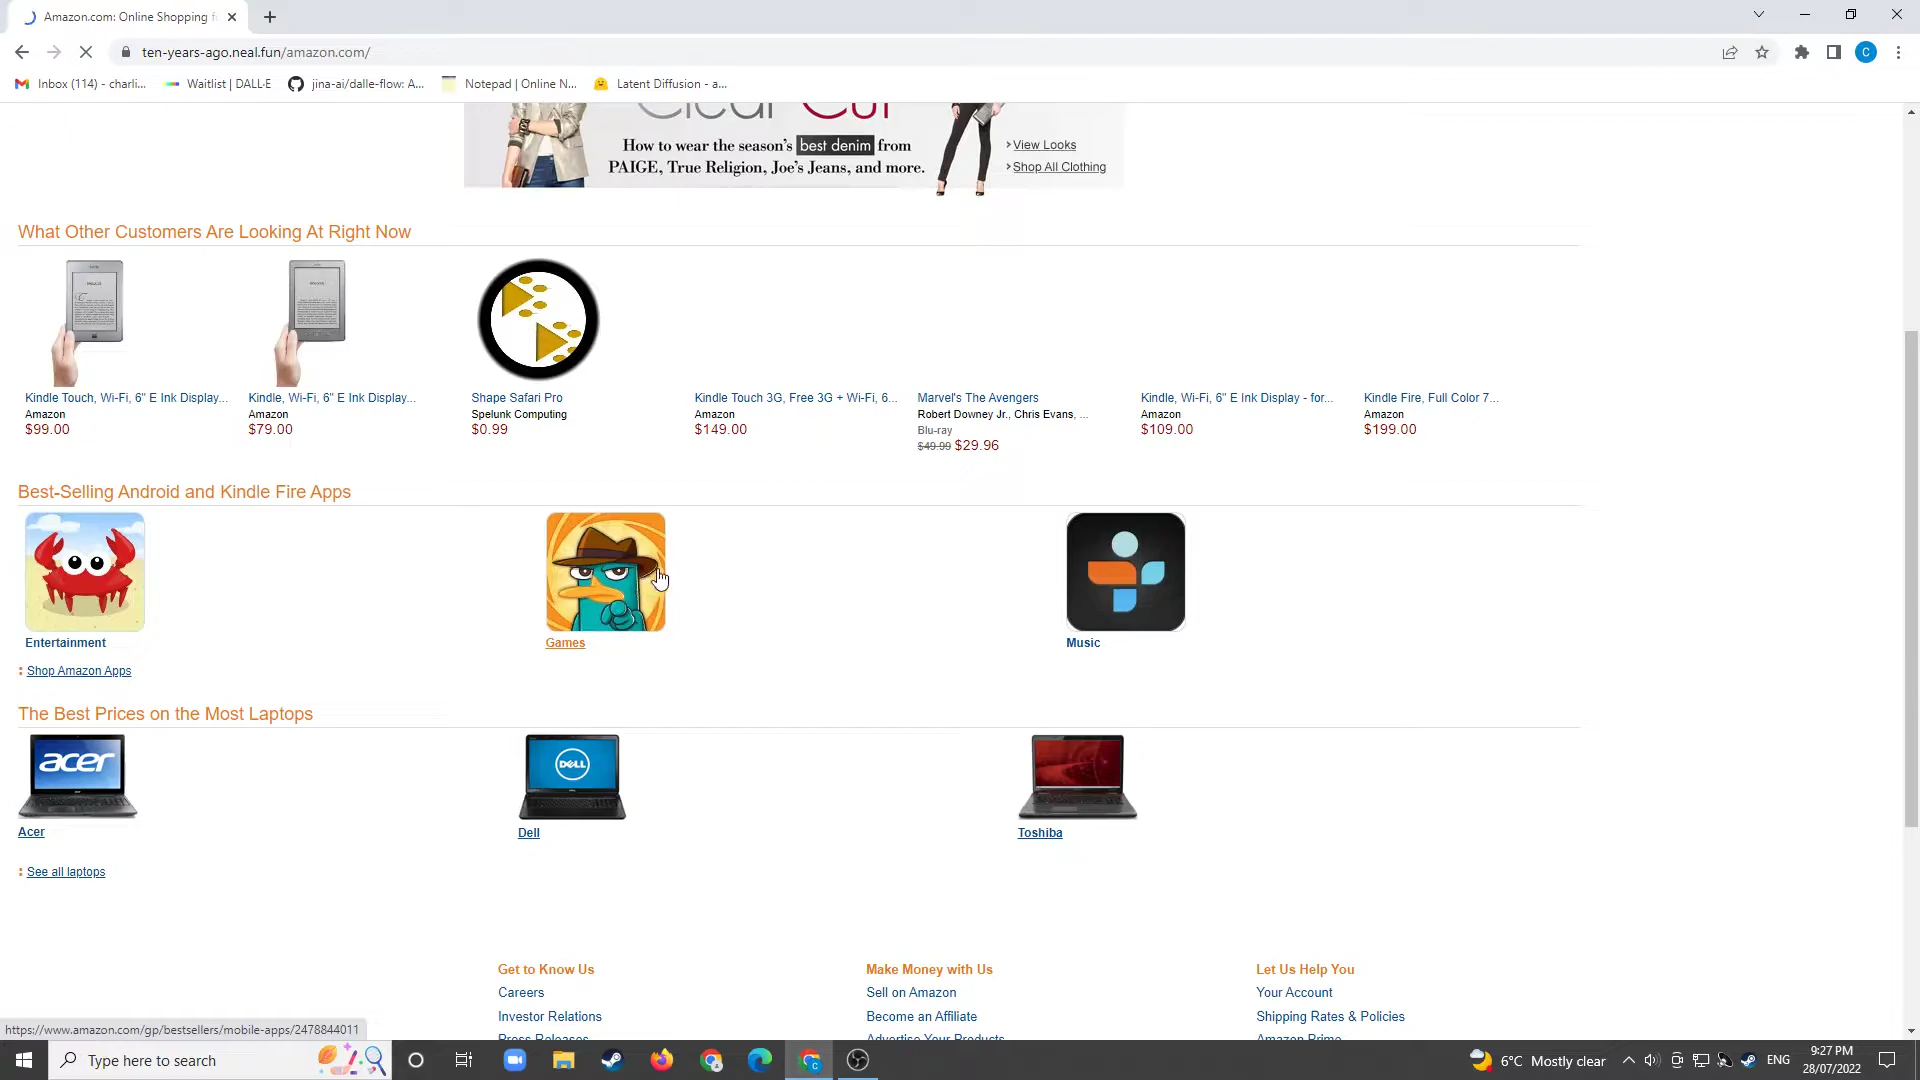 Amazon.com: Online Shopping f
ten-years-ago.neal.fun/amazon.com/
C
Inbox (114) - charli...
Waitlist | DALL·E
jina-ai/dalle-flow: A...
Notepad | Online N...
Latent Diffusion - a...
Clear Cut
How to wear the season's best denim from
PAIGE, True Religion, Joe's Jeans, and more.
View Looks
Shop All Clothing
What Other Customers Are Looking At Right Now
Kindle Touch, Wi-Fi, 6" E Ink Display...
Amazon
$99.00
Kindle, Wi-Fi, 6" E Ink Display...
Amazon
$79.00
Shape Safari Pro
Spelunk Computing
$0.99
Kindle Touch 3G, Free 3G + Wi-Fi, 6...
Amazon
$149.00
Marvel's The Avengers
Robert Downey Jr., Chris Evans, ...
Blu-ray
$49.99 $29.96
Kindle, Wi-Fi, 6" E Ink Display - for...
Amazon
$109.00
Kindle Fire, Full Color 7...
Amazon
$199.00
Best-Selling Android and Kindle Fire Apps
Entertainment
Games
Music
Shop Amazon Apps
The Best Prices on the Most Laptops
acer
DELL
Acer
Dell
Toshiba
See all laptops
Get to Know Us
Careers
Investor Relations
Press Releases
Make Money with Us
Sell on Amazon
Become an Affiliate
Advertise Your Products
Let Us Help You
Your Account
Shipping Rates & Policies
Amazon Prime
https://www.amazon.com/gp/bestsellers/mobile-apps/2478844011
Type here to search
6°C Mostly clear
ENG
9:27 PM
28/07/2022